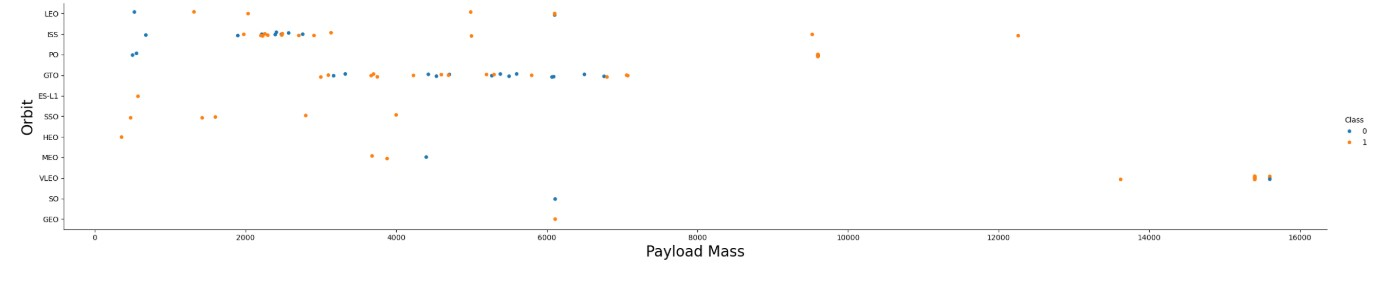 LEO
ISS
PO
GTO
ES-L1
SSO
HEO
MEO
VLEO
SO
GEO
Orbit
0 2000 4000 6000 8000 10000 12000 14000 16000
Payload Mass
Class
0
1